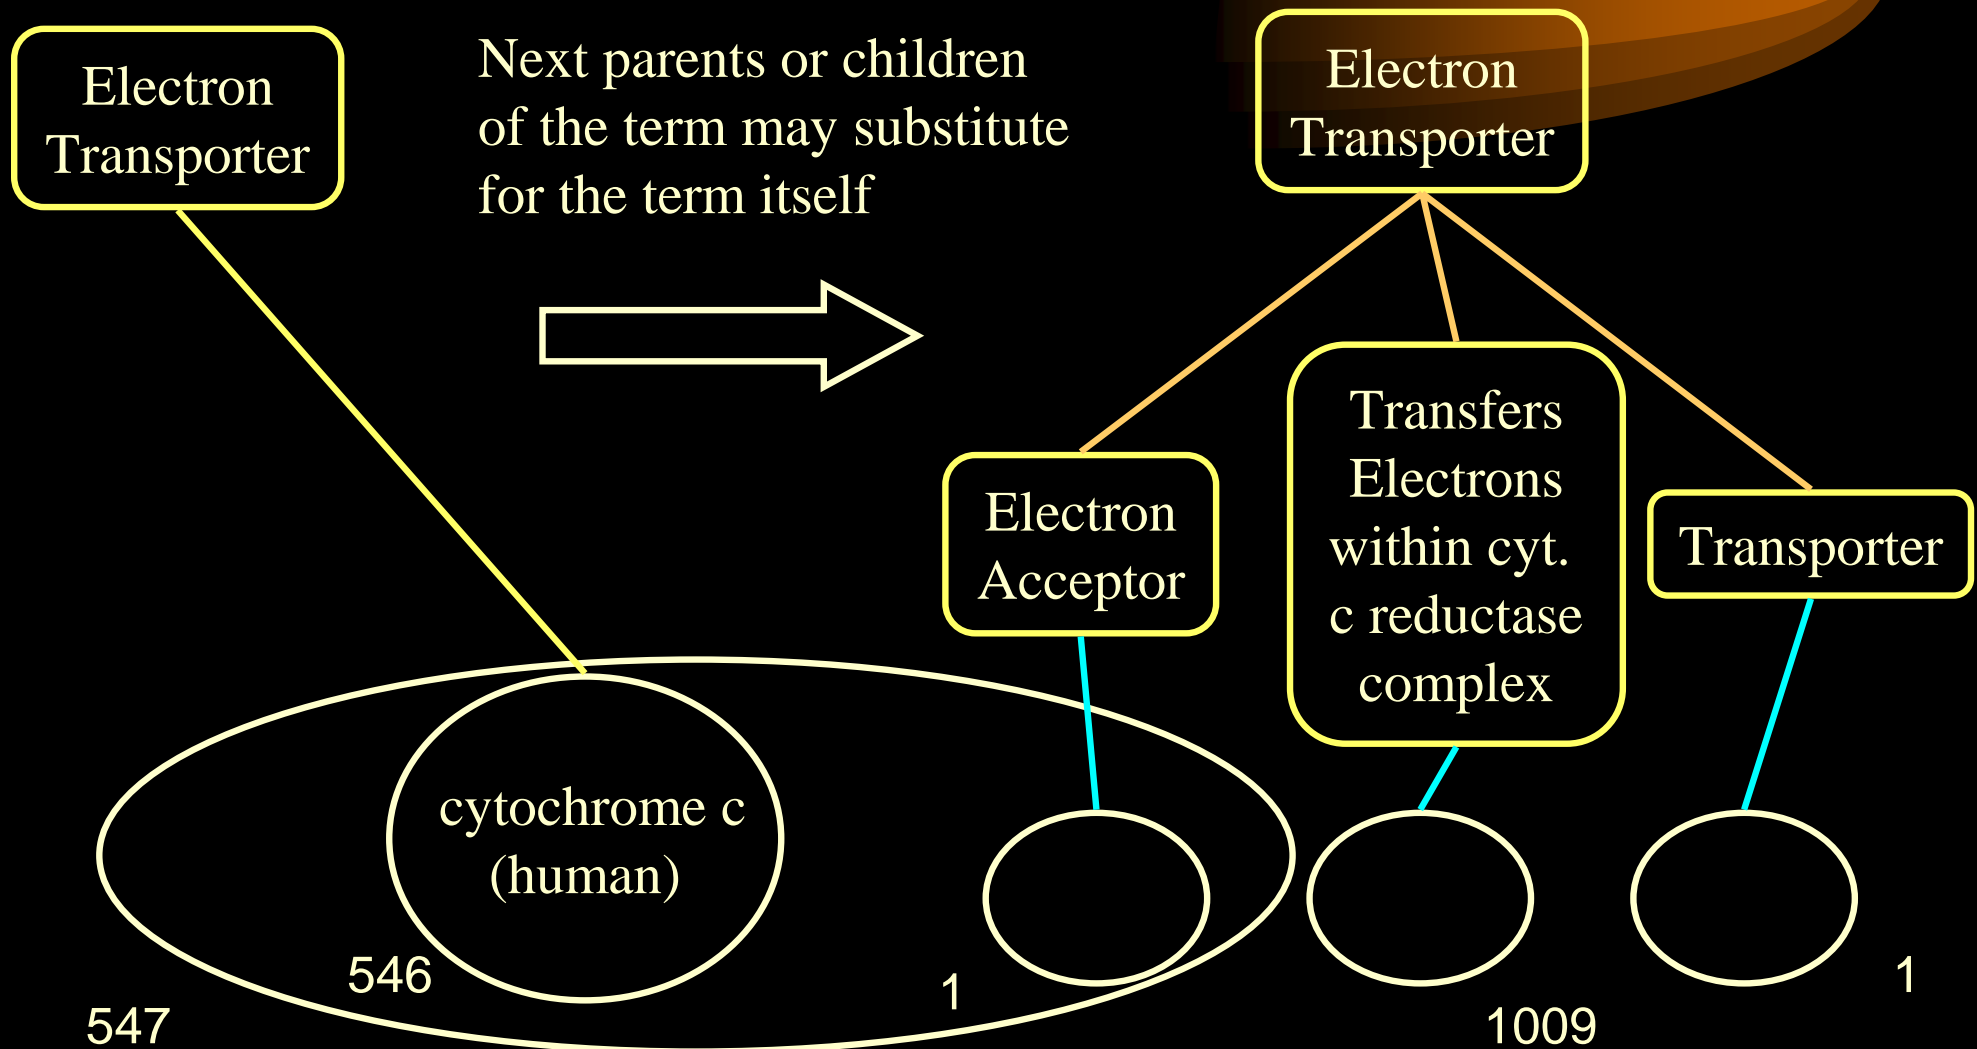 Electron
Transporter
Next parents or children
of the term may substitute
for the term itself
Electron
Transporter
Electron
Acceptor
Transfers
Electrons
within cyt.
c reductase
complex
Transporter
cytochrome c
(human)
546
547
1
1009
1